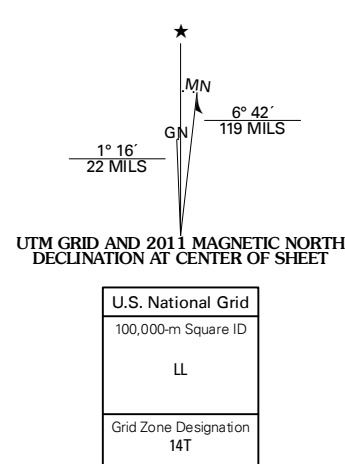 ★
MN
6° 42´
119 MILS
GN
1° 16´
22 MILS
UTM GRID AND 2011 MAGNETIC NORTH
DECLINATION AT CENTER OF SHEET
U.S. National Grid
100,000-m Square ID
LL
Grid Zone Designation
14T